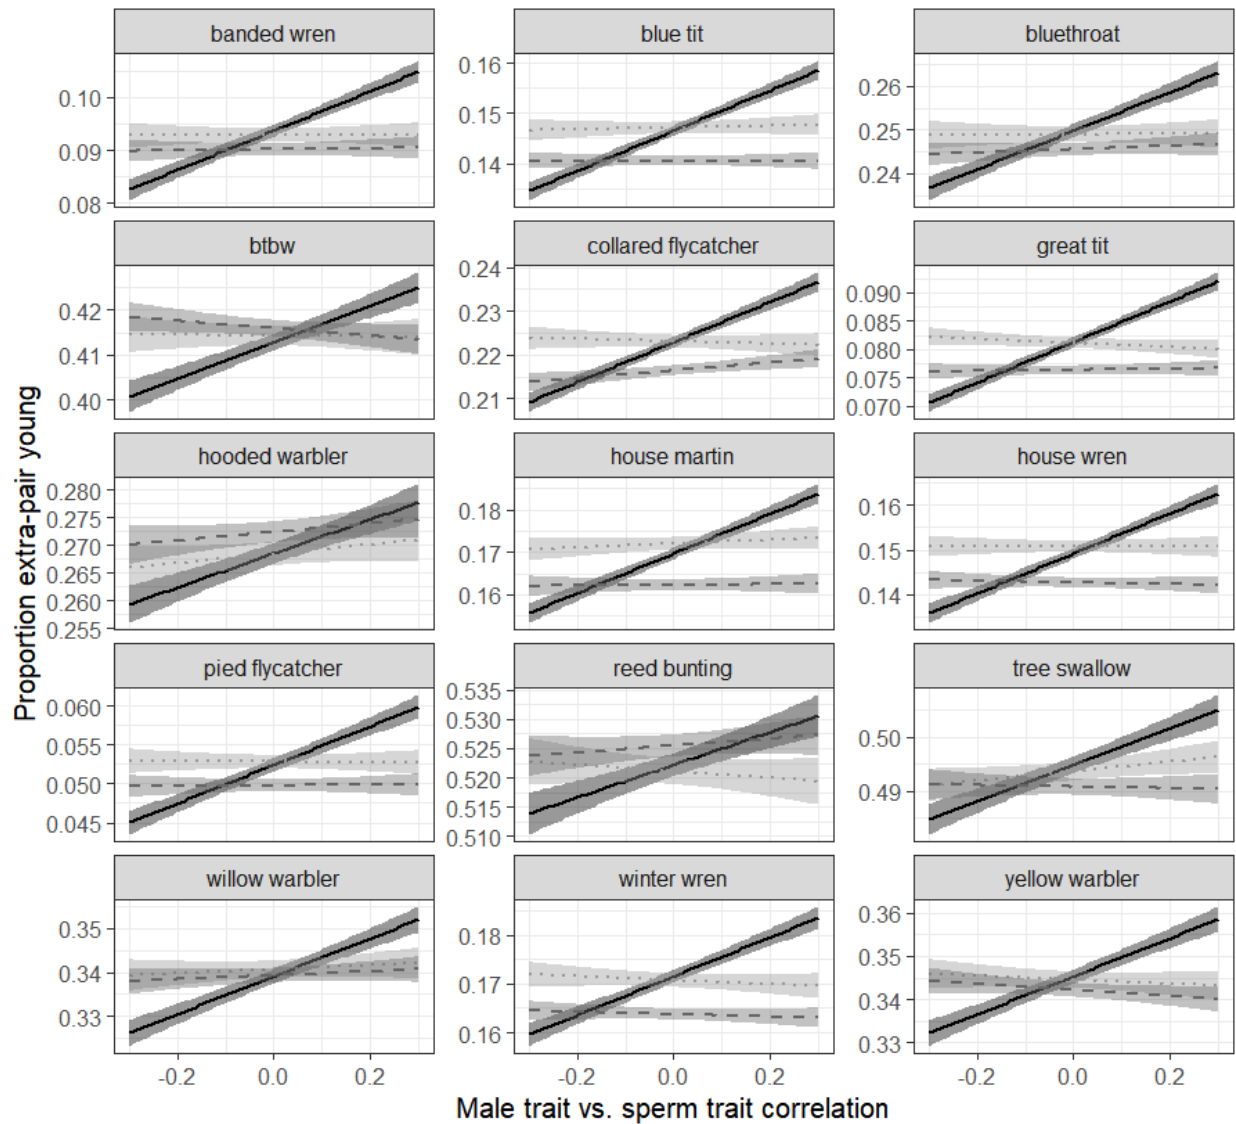 banded wren
blue tit
bluethroat
0.10
0.09
0.08
0.16
0.15
0.14
0.26
0.25
0.24
btbw
collared flycatcher
great tit
0.42
0.41
0.40
0.24
0.23
0.22
0.21
0.090
0.085
0.080
0.075
0.070
hooded warbler
house martin
house wren
0.280
0.275
0.270
0.265
0.260
0.255
0.18
0.17
0.16
0.16
0.15
0.14
pied flycatcher
reed bunting
tree swallow
0.060
0.055
0.050
0.045
0.535
0.530
0.525
0.520
0.515
0.510
0.50
0.49
willow warbler
winter wren
yellow warbler
0.35
0.34
0.33
0.18
0.17
0.16
0.36
0.35
0.34
0.33
-0.2 0.0 0.2
-0.2 0.0 0.2
-0.2 0.0 0.2
Male trait vs. sperm trait correlation
Proportion extra-pair young